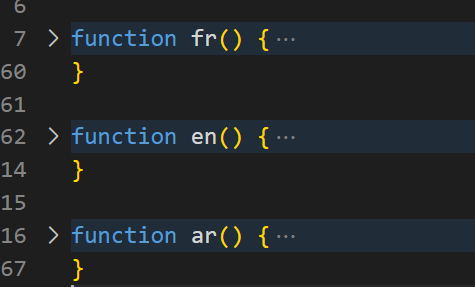 6
7 > function fr() { ···
60 }
61
62 > function en() { ···
14 }
15
16 > function ar() { ···
67 }